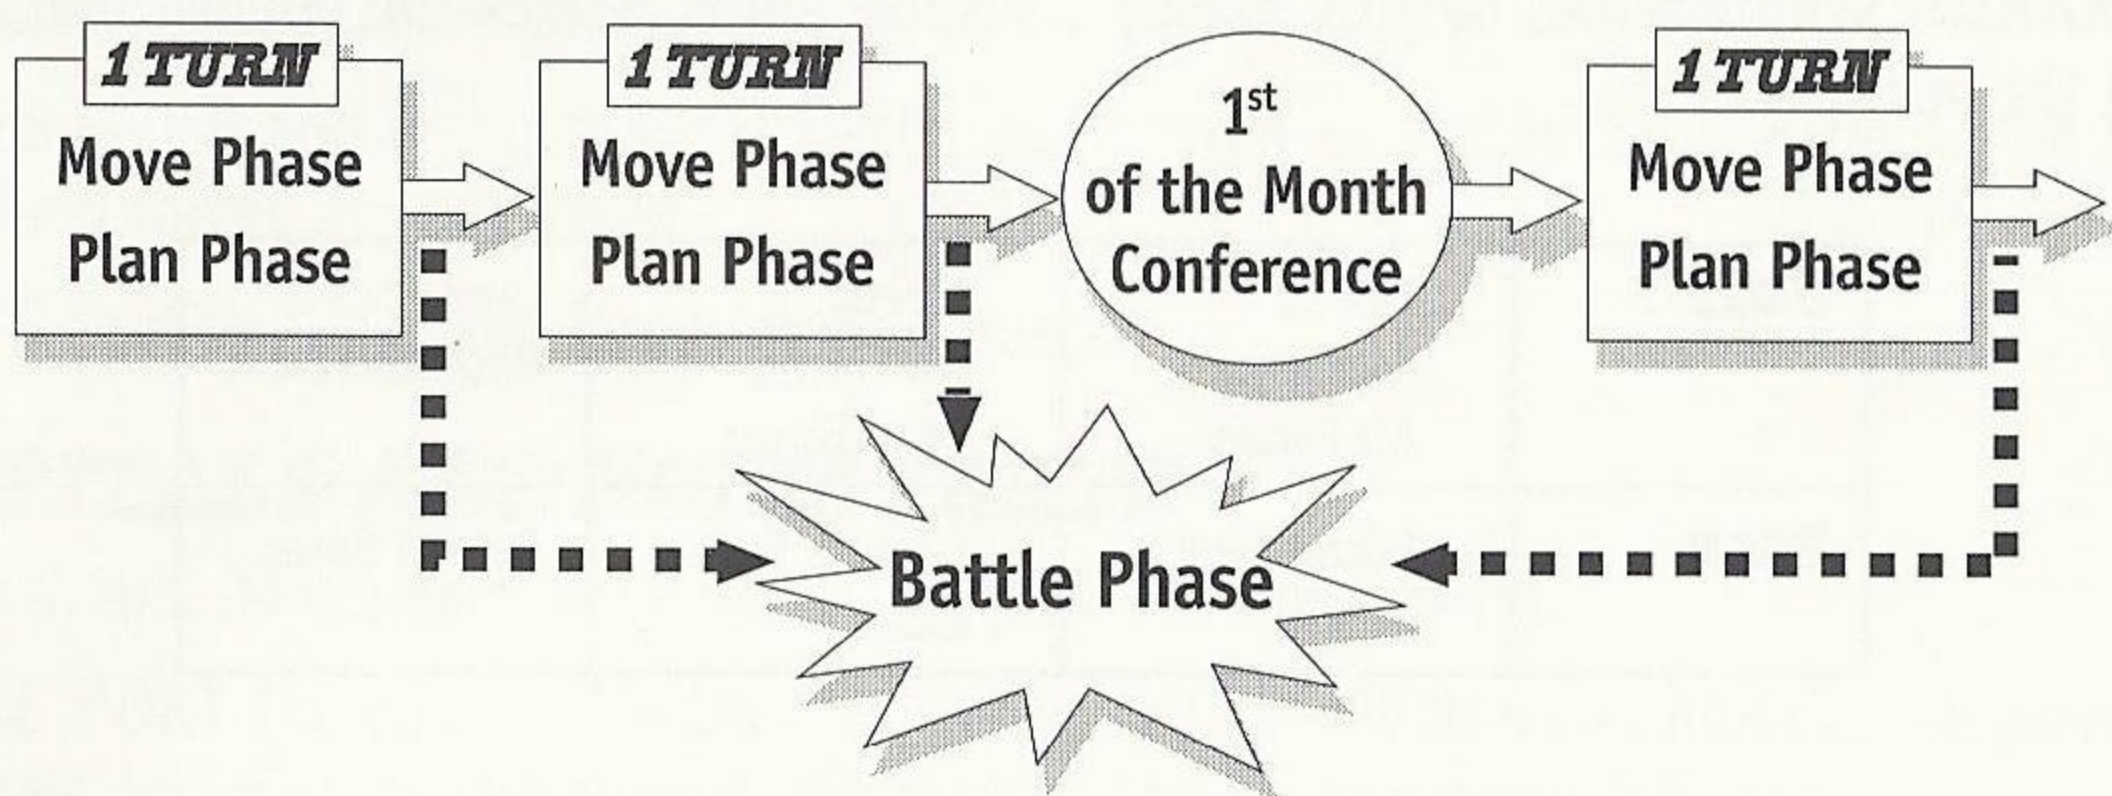 1 TURN
Move Phase
Plan Phase
1 TURN
Move Phase
Plan Phase
1st
of the Month
Conference
1 TURN
Move Phase
Plan Phase
Battle Phase